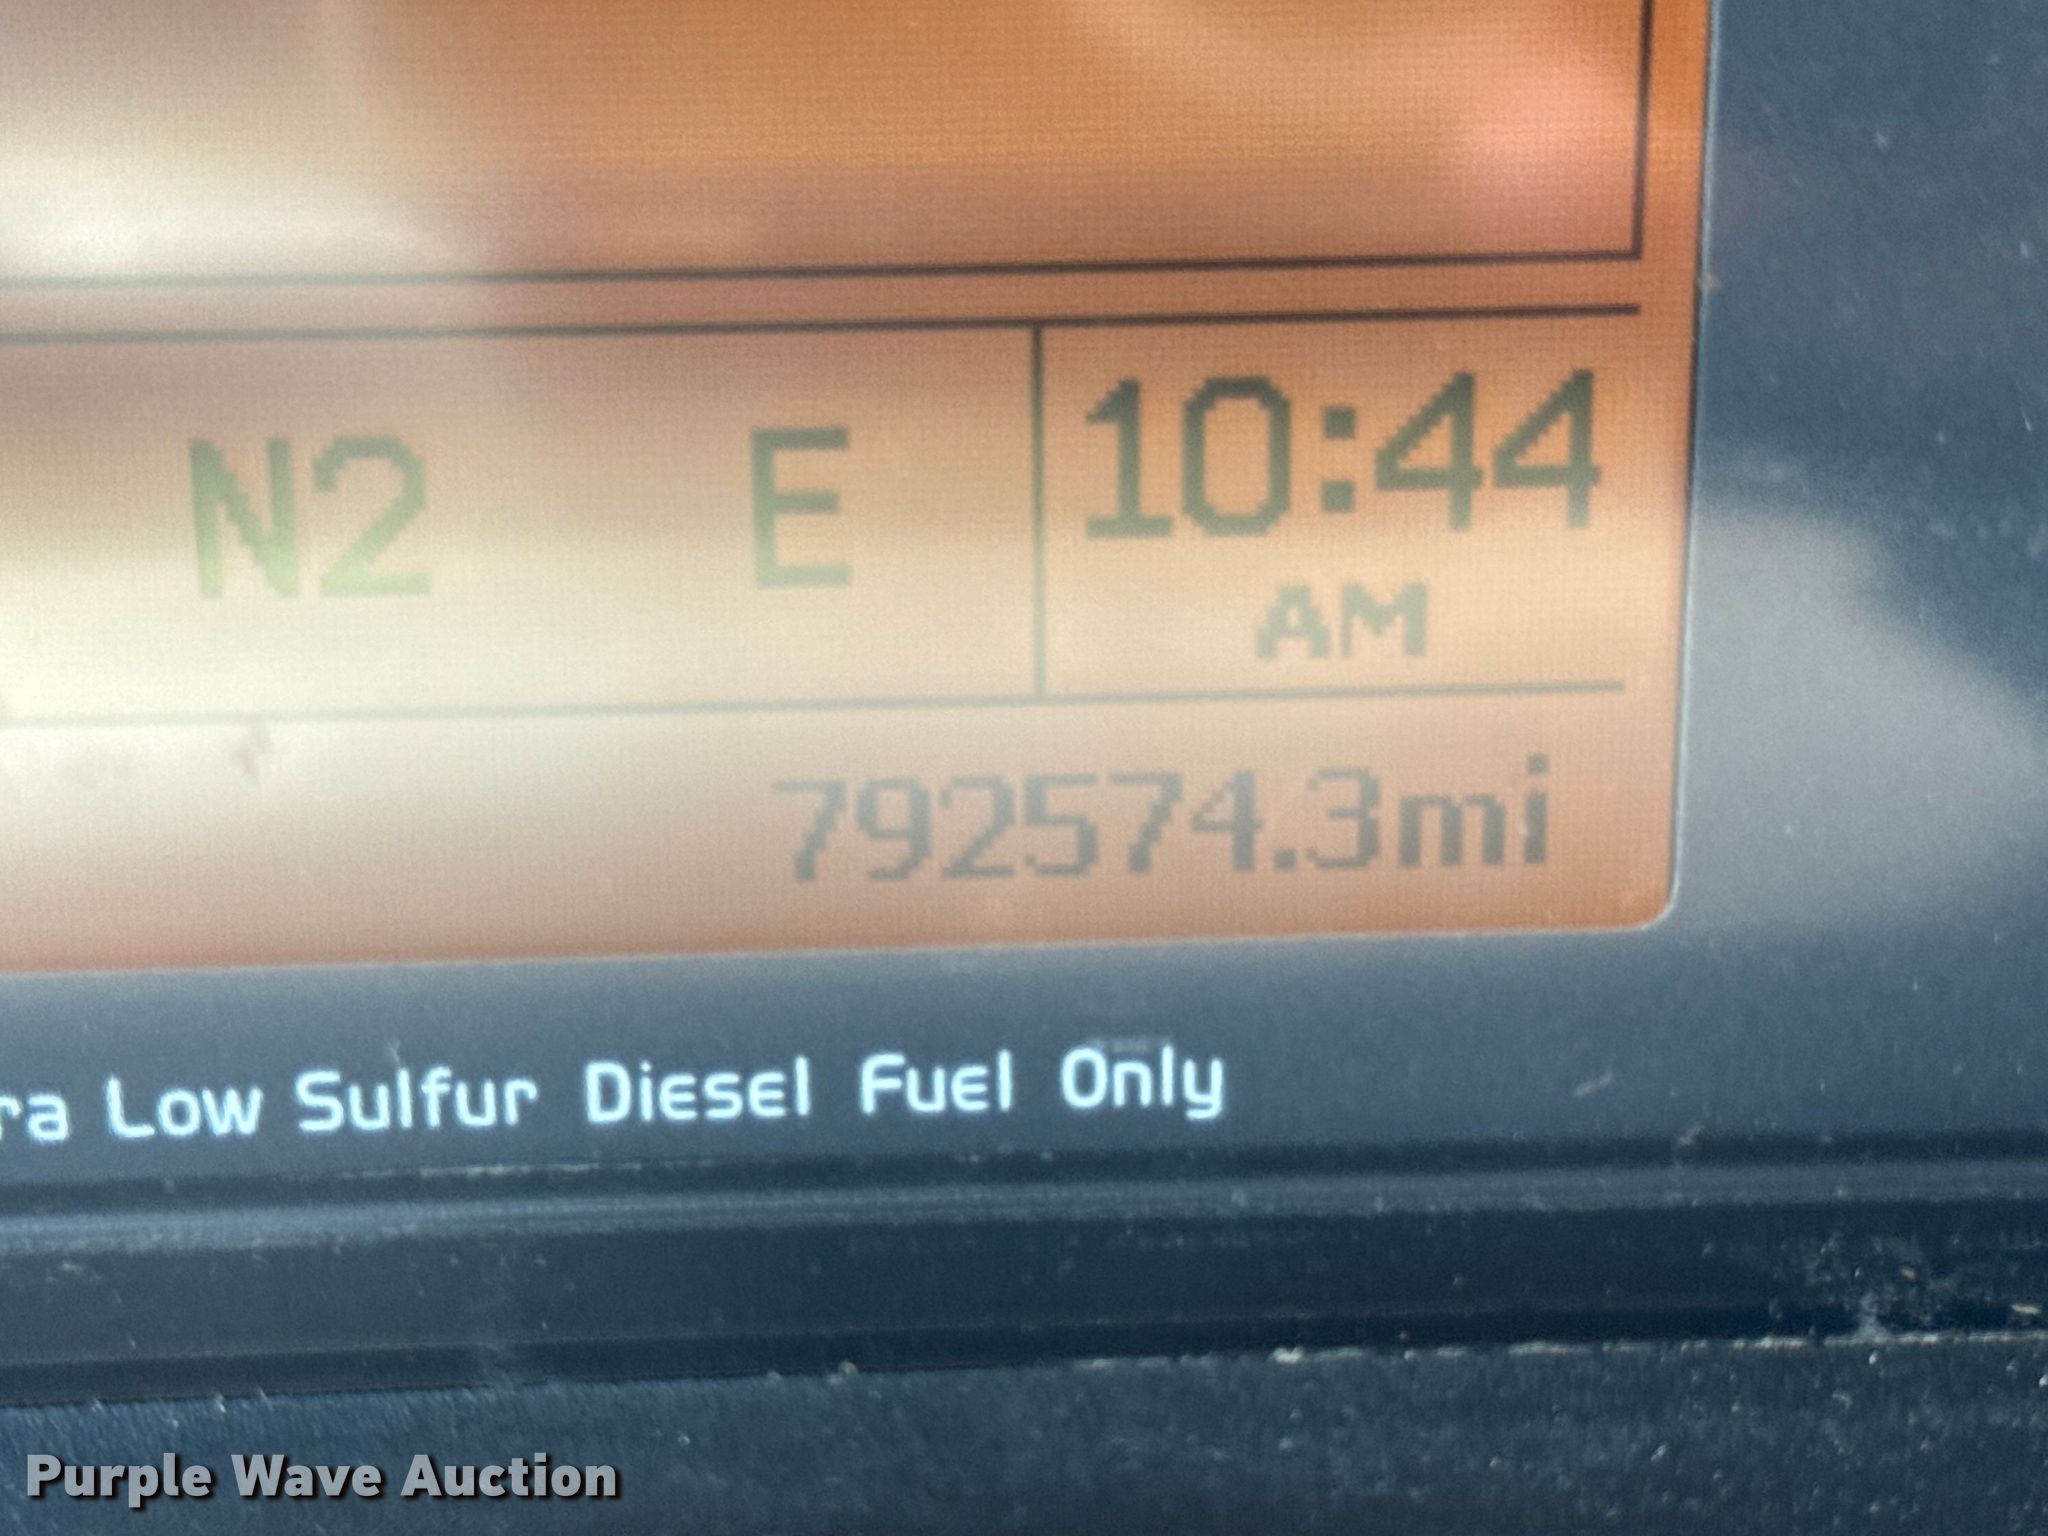 N2 E 10:44
AM
792574.3mi
ra Low Sulfur Diesel Fuel Only
Purple Wave Auction